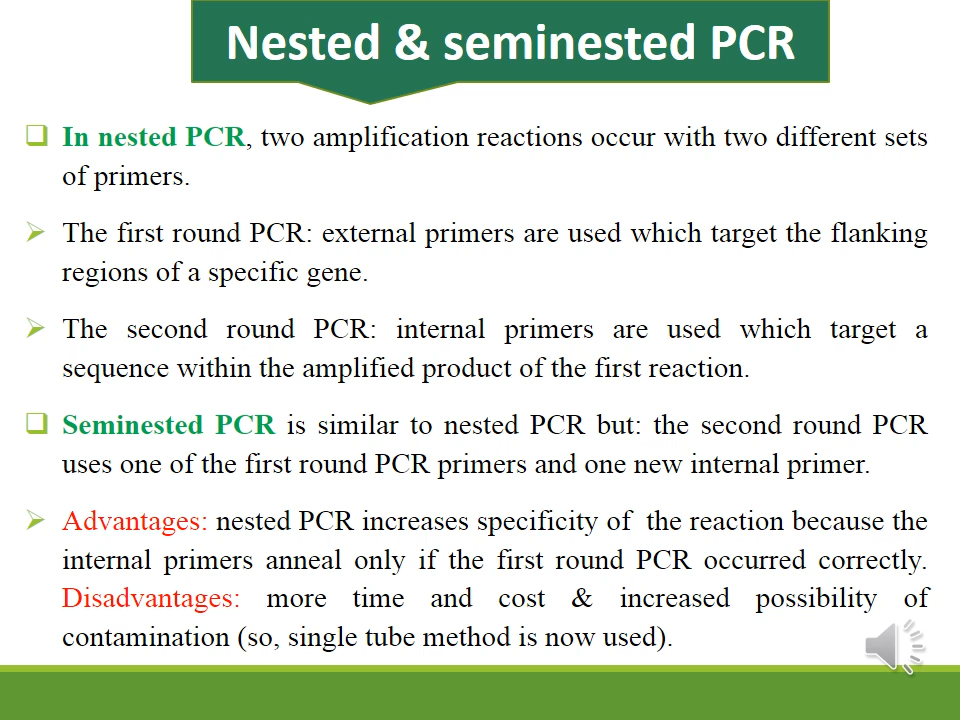 Nested & seminested PCR
In nested PCR, two amplification reactions occur with two different sets
of primers.
The first round PCR: external primers are used which target the flanking
regions of a specific gene.
The second round PCR: internal primers are used which target a
sequence within the amplified product of the first reaction.
Seminested PCR is similar to nested PCR but: the second round PCR
uses one of the first round PCR primers and one new internal primer.
Advantages: nested PCR increases specificity of the reaction because the
internal primers anneal only if the first round PCR occurred correctly.
Disadvantages: more time and cost & increased possibility of
contamination (so, single tube method is now used).